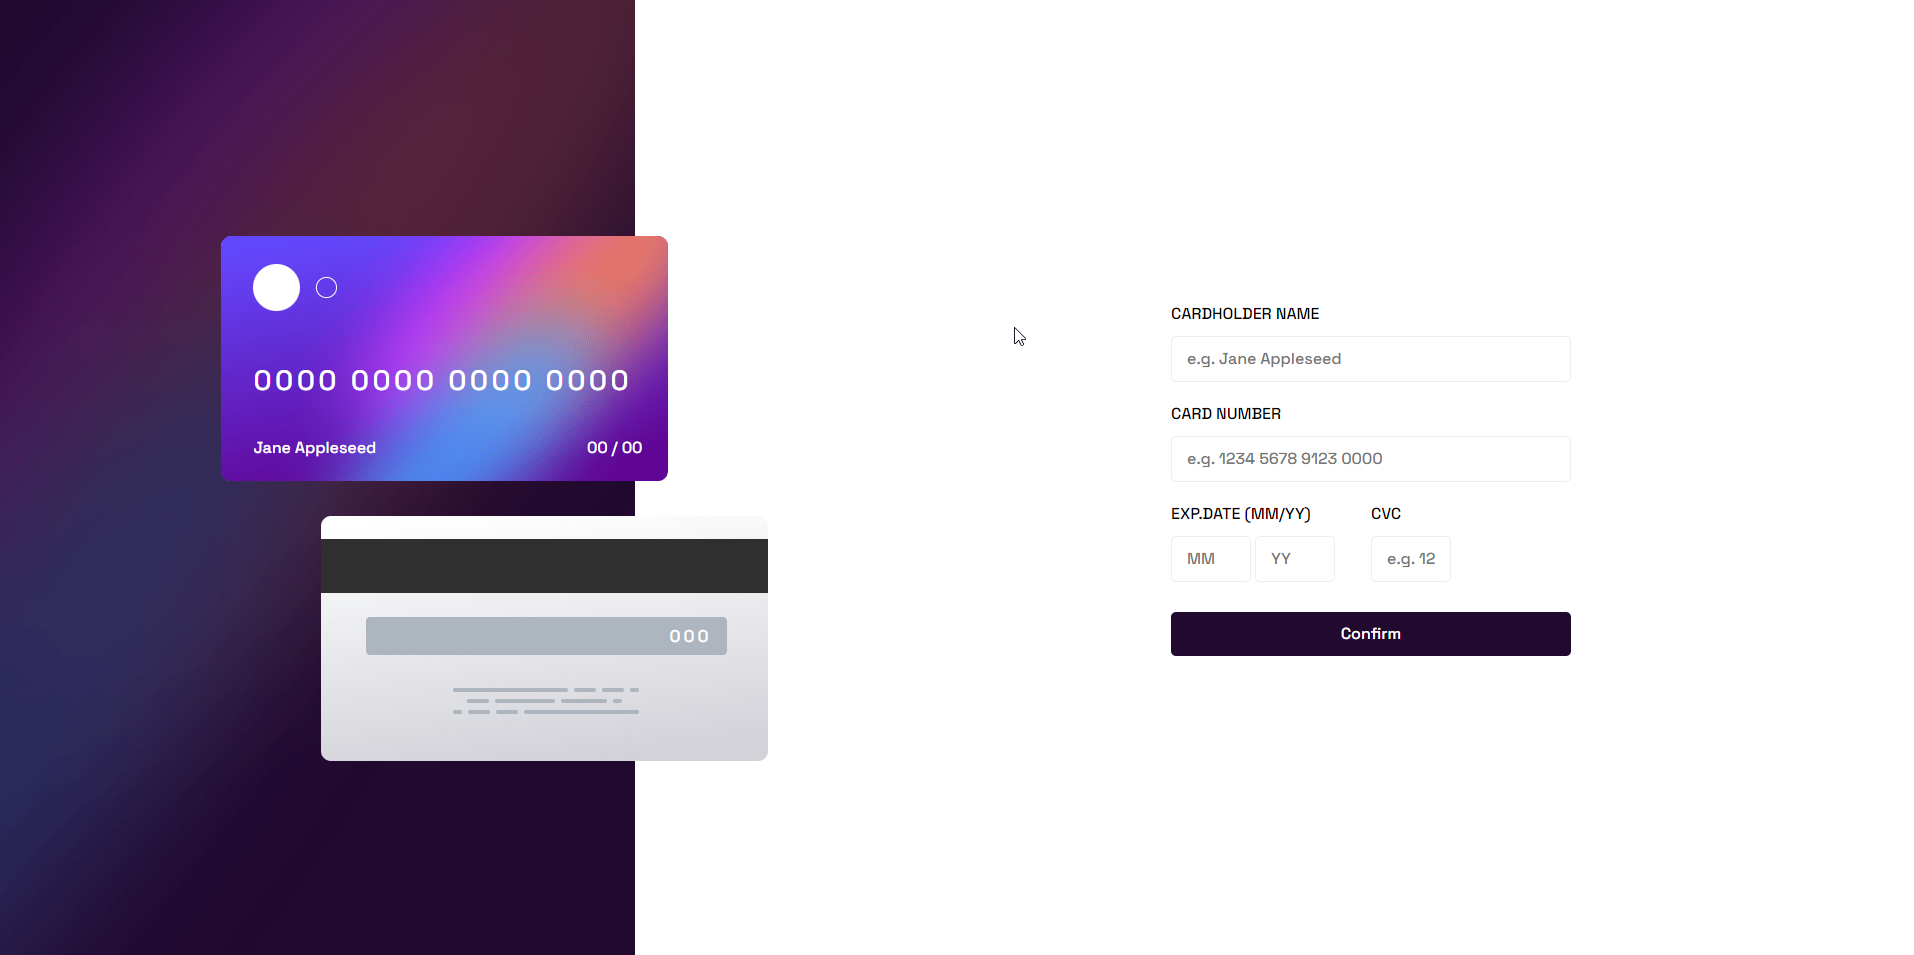 0000 0000 0000 0000
Jane Appleseed 00 / 00
000
CARDHOLDER NAME
e.g. Jane Appleseed
CARD NUMBER
e.g. 1234 5678 9123 0000
EXP.DATE (MM/YY) CVC
MM YY e.g. 12
Confirm